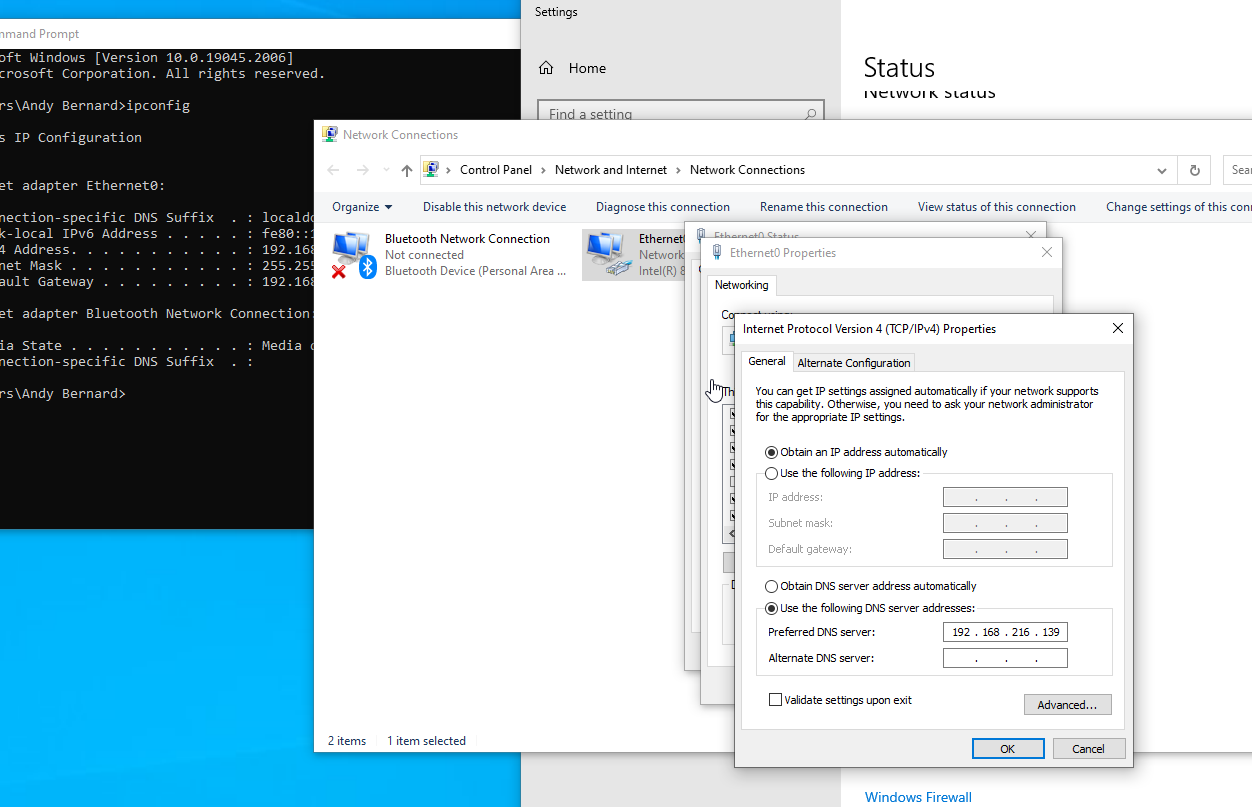 Settings
mmand Prompt
oft Windows [Version 10.0.19045.2006]
crosoft Corporation. All rights reserved.
rs\Andy Bernard>ipconfig
s IP Configuration
et adapter Ethernet0:
nection-specific DNS Suffix . : localdo
k-local IPv6 Address . . . . . : fe80::1
4 Address. . . . . . . . . . . : 192.168
net Mask . . . . . . . . . . . : 255.255
ault Gateway . . . . . . . . . : 192.168
et adapter Bluetooth Network Connection:
ia State . . . . . . . . . . . : Media d
nection-specific DNS Suffix . :
rs\Andy Bernard>
Home
Find a setting
Status
Network status
Network Connections
Control Panel > Network and Internet > Network Connections
Sear
Organize
Disable this network device
Diagnose this connection
Rename this connection
View status of this connection
Change settings of this conn
Bluetooth Network Connection
Not connected
Bluetooth Device (Personal Area ...
Ethernet
Network
Intel(R) 8
Ethernet0 Status
Ethernet0 Properties
Networking
Connect using:
Th
Internet Protocol Version 4 (TCP/IPv4) Properties
General
Alternate Configuration
You can get IP settings assigned automatically if your network supports
this capability. Otherwise, you need to ask your network administrator
for the appropriate IP settings.
Obtain an IP address automatically
Use the following IP address:
IP address:
. . .
Subnet mask:
. . .
Default gateway:
. . .
Obtain DNS server address automatically
Use the following DNS server addresses:
Preferred DNS server:
192 . 168 . 216 . 139
Alternate DNS server:
. . .
Validate settings upon exit
Advanced...
OK
Cancel
2 items
1 item selected
Windows Firewall